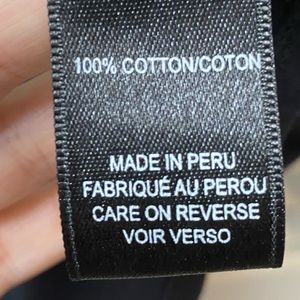 100% COTTON/COTON
MADE IN PERU
FABRIQUÉ AU PEROU
CARE ON REVERSE
VOIR VERSO